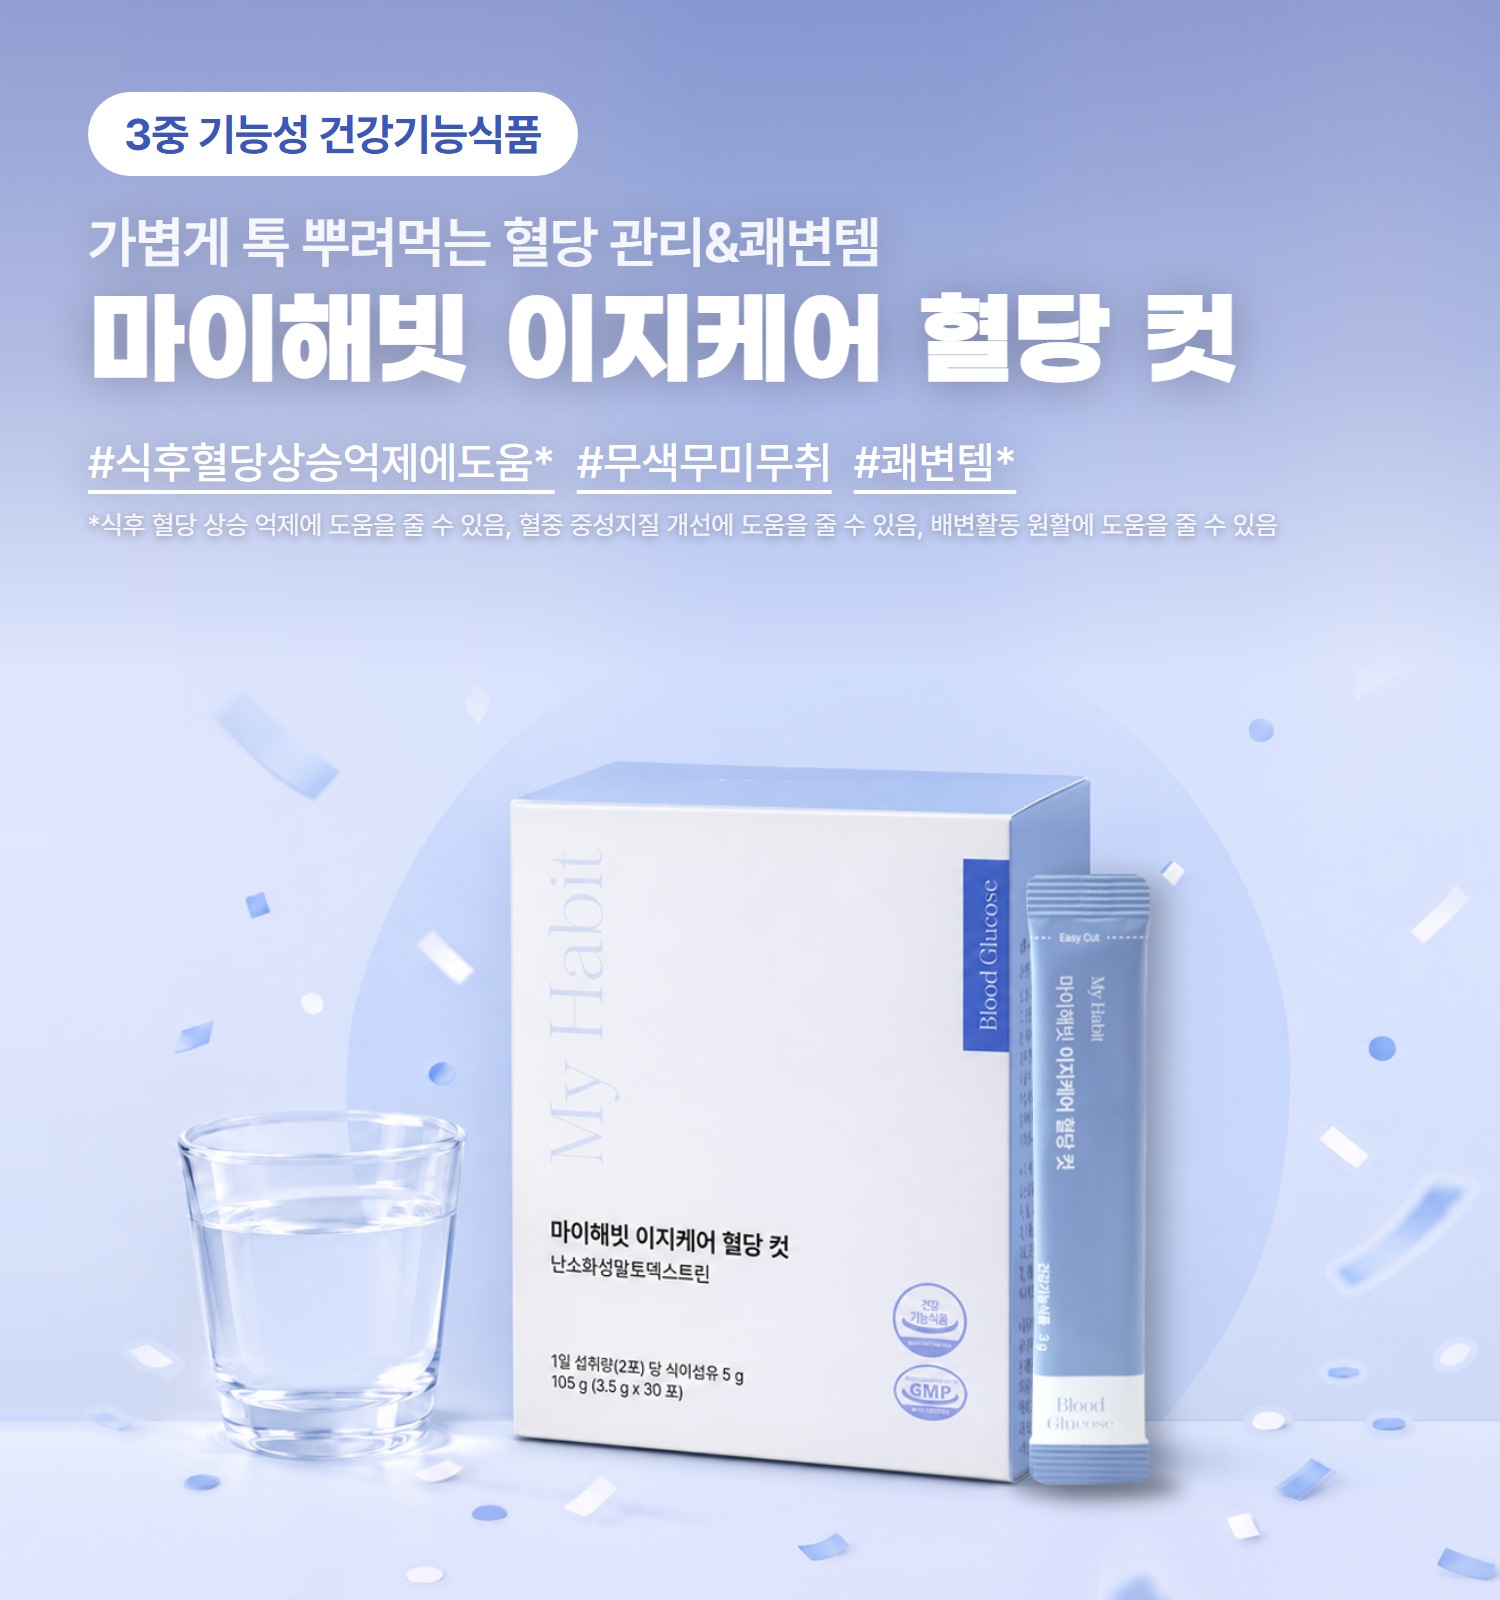 3중 기능성 건강기능식품
가볍게 톡 뿌려먹는 혈당 관리&쾌변템
마이해빗 이지케어 혈당 컷
#식후혈당상승억제에도움* #무색무미무취 #쾌변템*
*식후 혈당 상승 억제에 도움을 줄 수 있음, 혈중 중성지질 개선에 도움을 줄 수 있음, 배변활동 원활에 도움을 줄 수 있음
My Habit
Blood Glucose
마이해빗 이지케어 혈당 컷
난소화성말토덱스트린
1일 섭취량(2포) 당 식이섬유 5 g
105 g (3.5 g x 30 포)
건강
기능식품
GMP
Easy Cut
My Habit
마이해빗 이지케어 혈당 컷
건강기능식품 3 g
Blood
Glucose